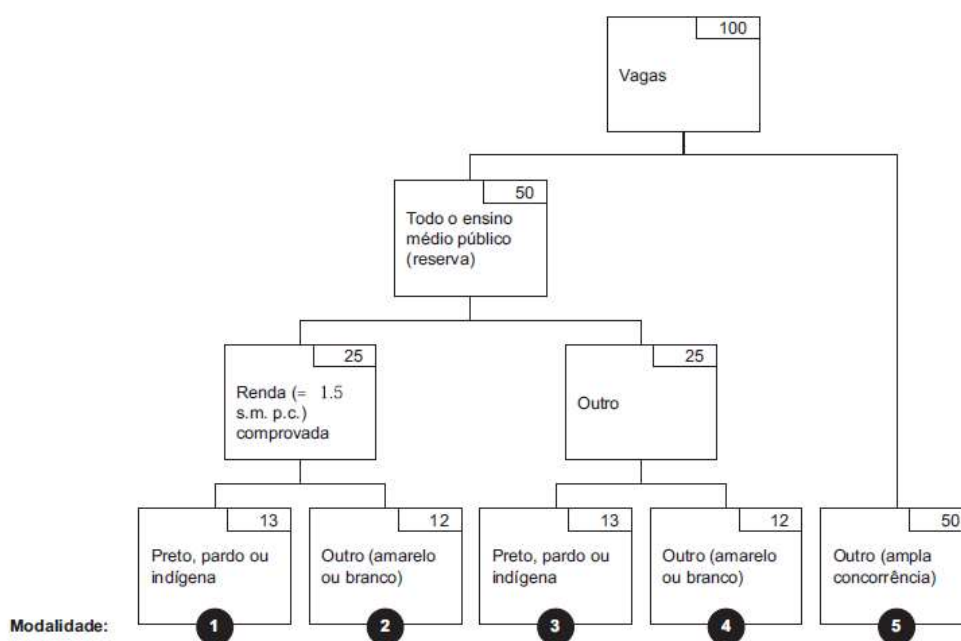 100
Vagas
50
Todo o ensino
médio público
(reserva)
25
Renda (= 1.5
s.m. p.c.)
comprovada
25
Outro
13
Preto, pardo ou
indígena
12
Outro (amarelo
ou branco)
13
Preto, pardo ou
indígena
12
Outro (amarelo
ou branco)
50
Outro (ampla
concorrência)
Modalidade: 1 2 3 4 5